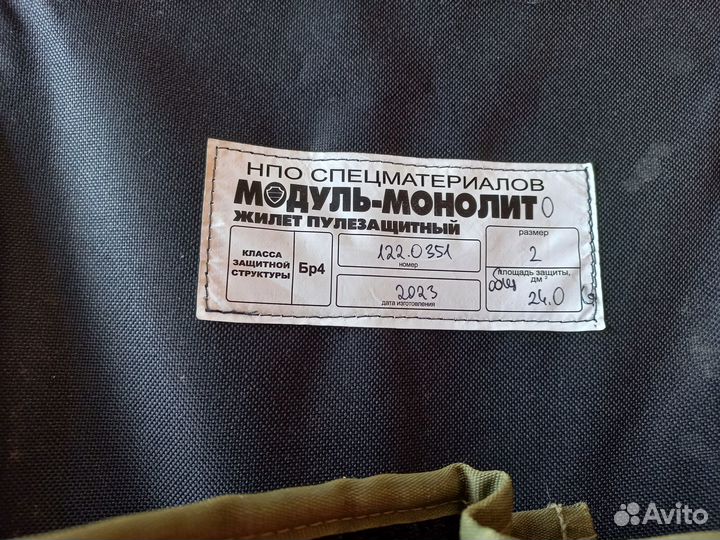 НПО СПЕЦМАТЕРИАЛОВ
МОДУЛЬ-МОНОЛИТ О
ЖИЛЕТ ПУЛЕЗАЩИТНЫЙ
КЛАССА
ЗАЩИТНОЙ
СТРУКТУРЫ
Бр4
122.0351
номер
2023
дата изготовления
размер
2
площадь защиты,
дм²
24.0
Avito